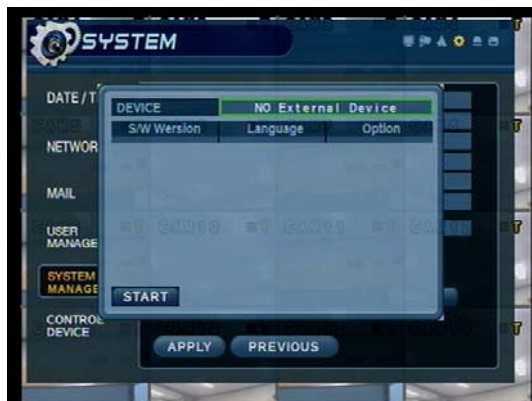 SYSTEM
DATE / T
DEVICE
NO External Device
S/W Version
Language
Option
NETWOR
MAIL
USER
MANAGE
SYSTEM
MANAGE
START
CONTROL
DEVICE
APPLY
PREVIOUS